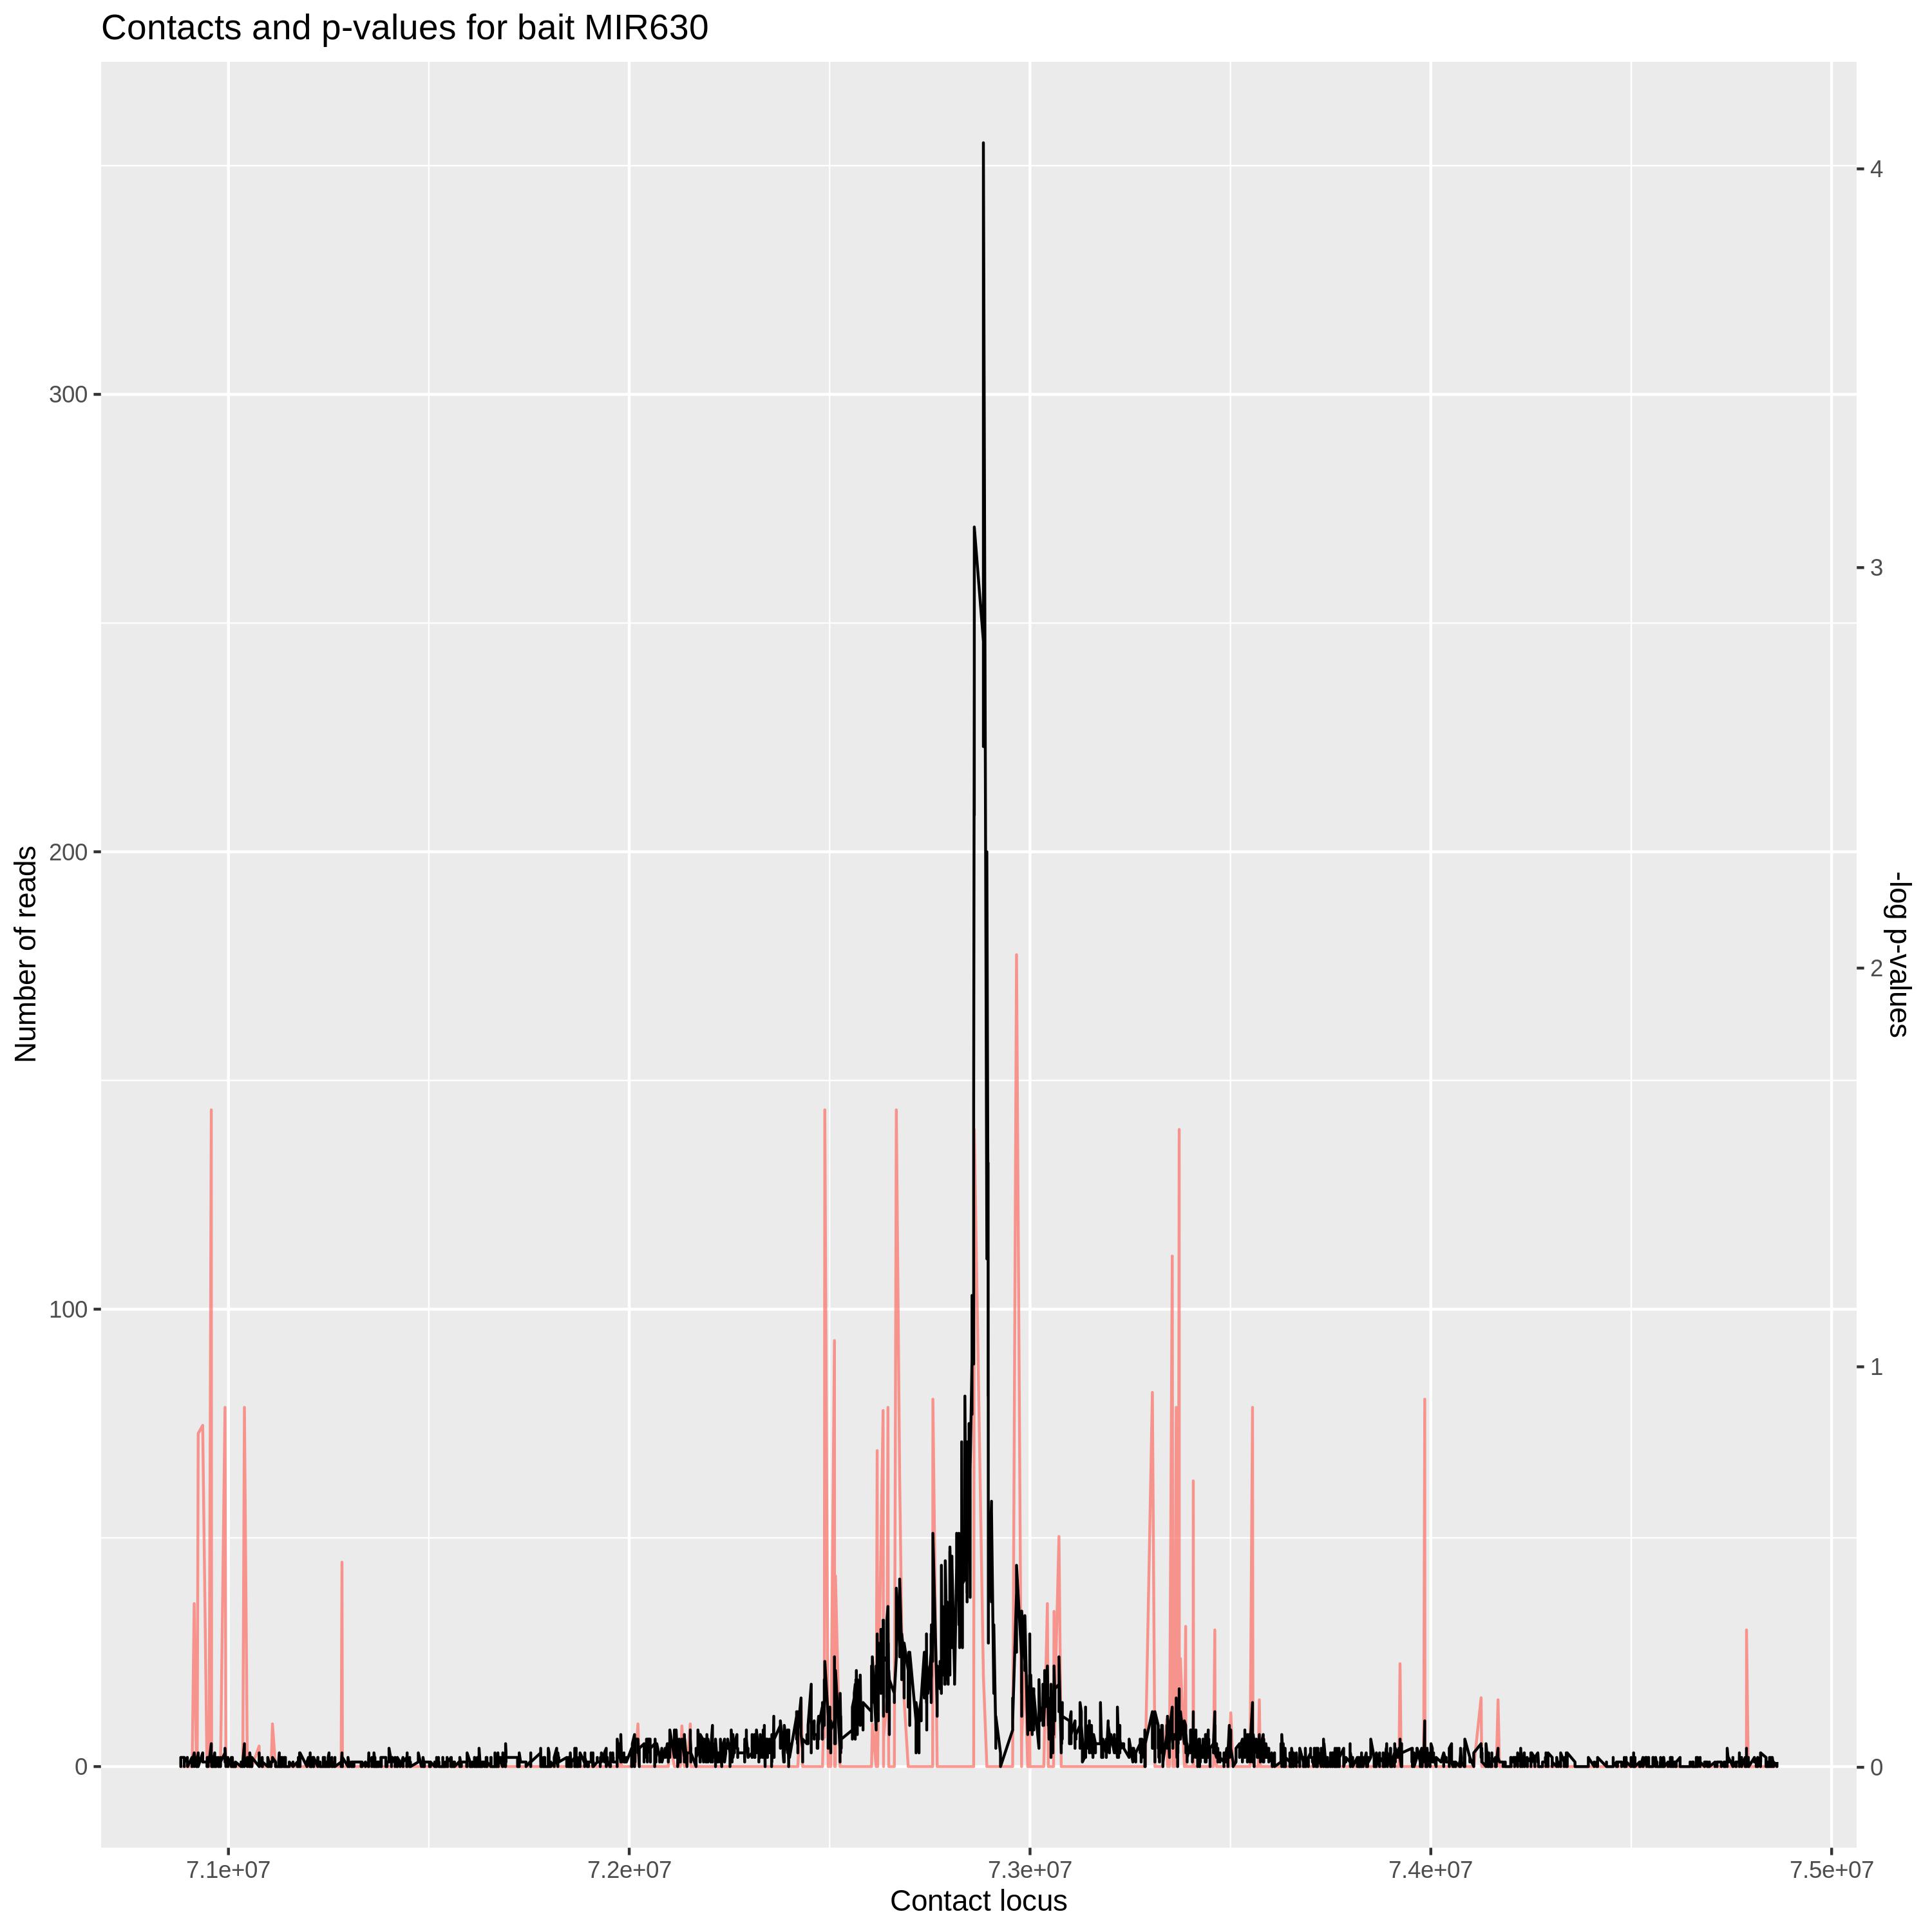 Contacts and p-values for bait MIR630
Number of reads
300
200
100
0
4
3
2
1
0
-log p-values
7.1e+07 7.2e+07 7.3e+07 7.4e+07 7.5e+07
Contact locus